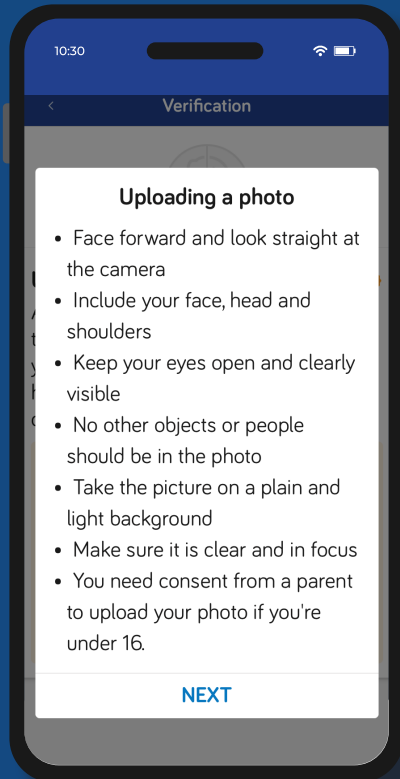 10:30
Verification
Uploading a photo
• Face forward and look straight at
the camera
• Include your face, head and
shoulders
• Keep your eyes open and clearly
visible
• No other objects or people
should be in the photo
• Take the picture on a plain and
light background
• Make sure it is clear and in focus
• You need consent from a parent
to upload your photo if you're
under 16.
NEXT